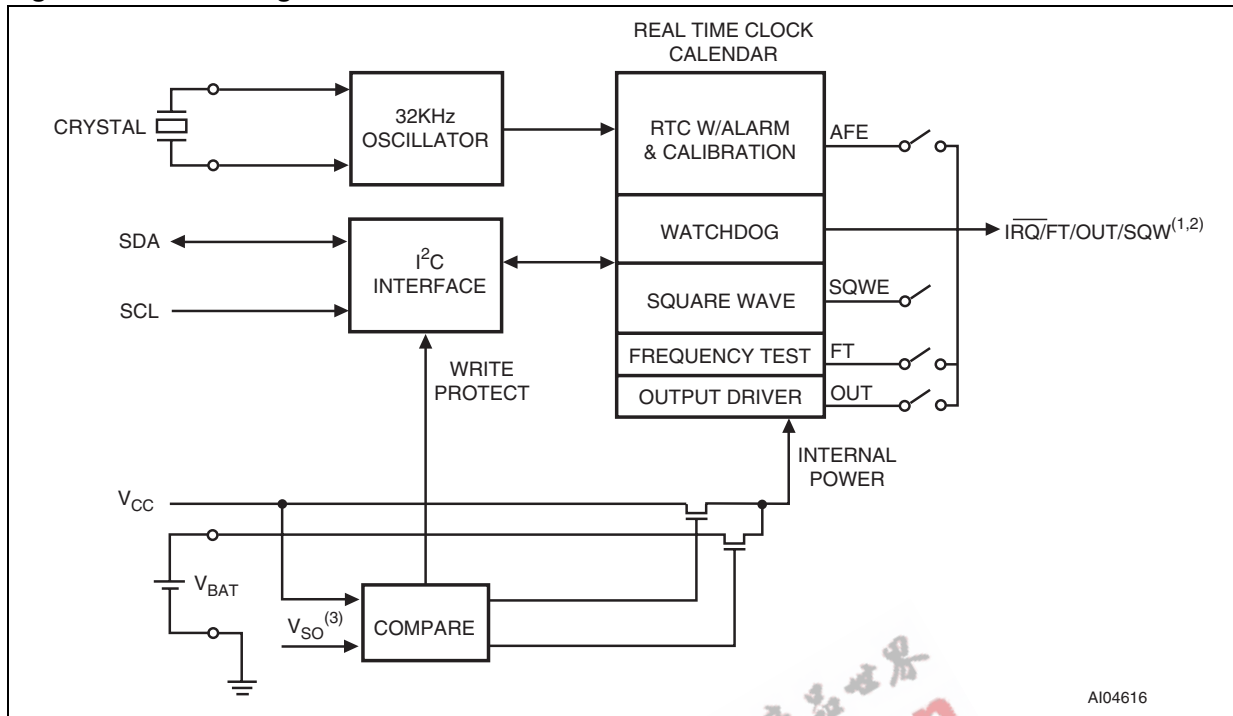 REAL TIME CLOCK
CALENDAR
CRYSTAL
32KHz
OSCILLATOR
RTC W/ALARM
& CALIBRATION
AFE
SDA
SCL
I²C
INTERFACE
WATCHDOG
I̅R̅Q̅/FT/OUT/SQW(1,2)
SQUARE WAVE
SQWE
FREQUENCY TEST
FT
OUTPUT DRIVER
OUT
WRITE
PROTECT
INTERNAL
POWER
VCC
VBAT
VSO(3)
COMPARE
AI04616